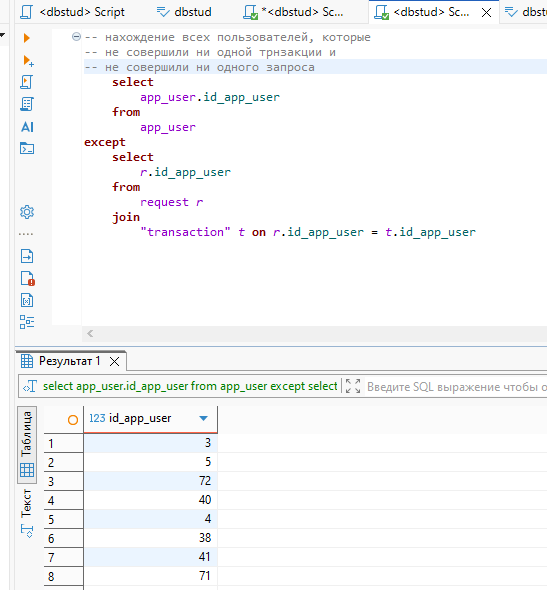 <dbstud> Script
dbstud
*<dbstud> Sc...
<dbstud> Sc...
dbstud
-- нахождение всех пользователей, которые
-- не совершили ни одной трнзакции и
-- не совершили ни одного запроса
select
app_user.id_app_user
from
app_user
except
select
r.id_app_user
from
request r
join
"transaction" t on r.id_app_user = t.id_app_user
AI
Результат 1
select app_user.id_app_user from app_user except select
Введите SQL выражение чтобы о
Таблица
Текст
123 id_app_user
1 3
2 5
3 72
4 40
5 4
6 38
7 41
8 71